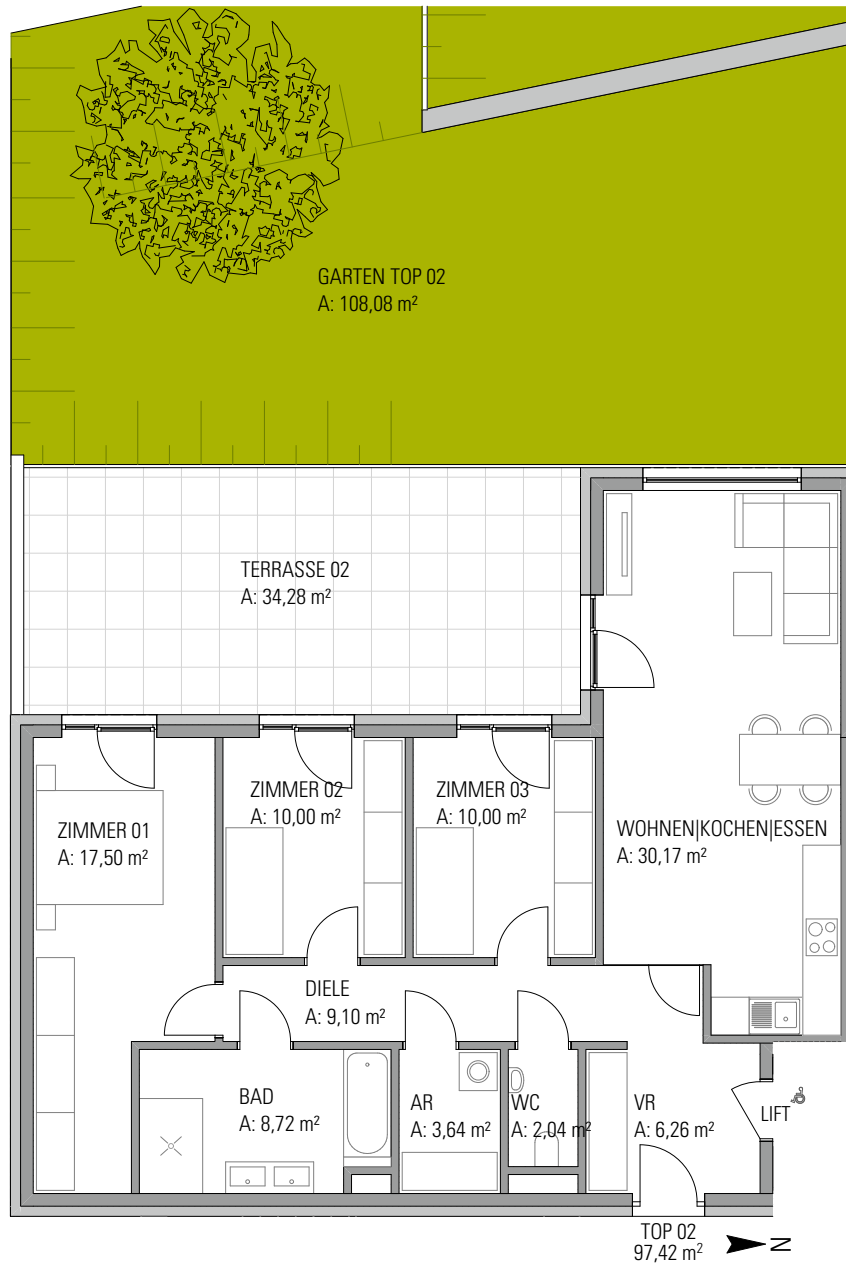 GARTEN TOP 02
A: 108,08 m²
TERRASSE 02
A: 34,28 m²
ZIMMER 01
A: 17,50 m²
ZIMMER 02
A: 10,00 m²
ZIMMER 03
A: 10,00 m²
WOHNEN|KOCHEN|ESSEN
A: 30,17 m²
DIELE
A: 9,10 m²
BAD
A: 8,72 m²
AR
A: 3,64 m²
WC
A: 2,04 m²
VR
A: 6,26 m²
LIFT
TOP 02
97,42 m²
N